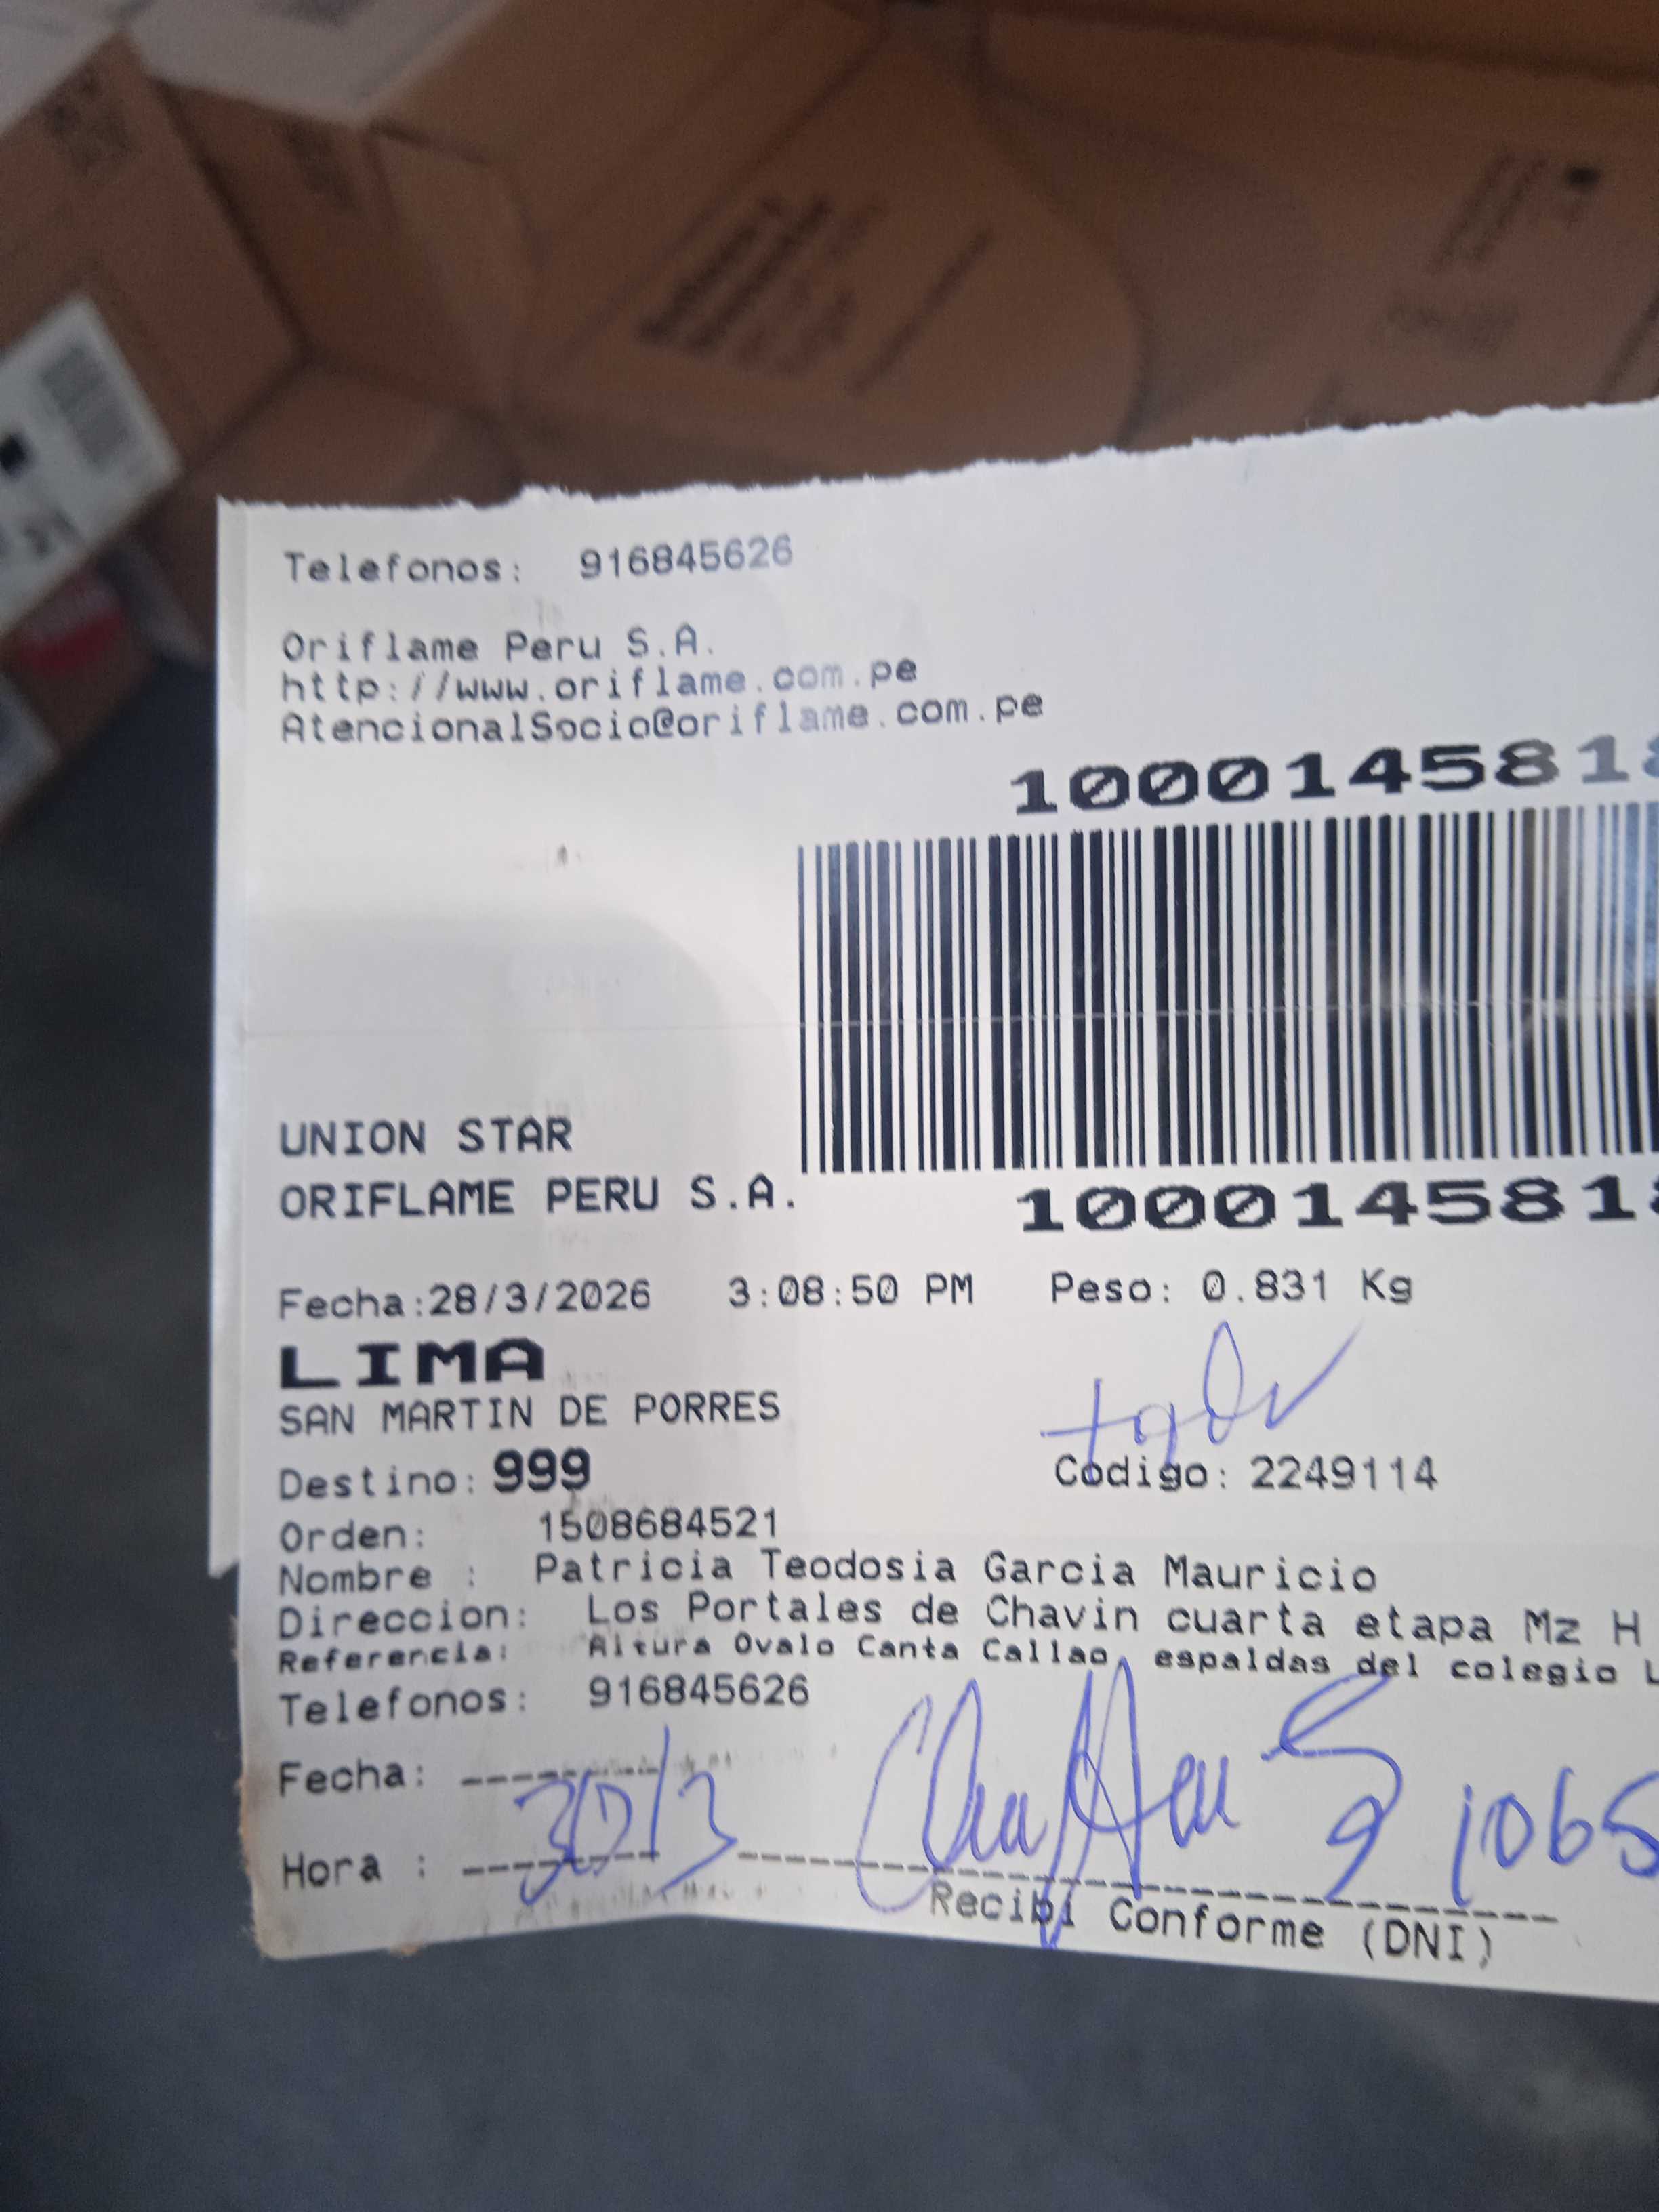 Telefonos: 916845626
Oriflame Peru S.A.
http://www.oriflame.com.pe
AtencionalSocio@oriflame.com.pe
1000145818
UNION STAR
ORIFLAME PERU S.A.
1000145818
Fecha:28/3/2026 3:08:50 PM Peso: 0.831 Kg
LIMA
SAN MARTIN DE PORRES
Destino: 999 Codigo: 2249114
Orden: 1508684521
Nombre : Patricia Teodosia Garcia Mauricio
Direccion: Los Portales de Chavin cuarta etapa Mz H
Referencia: Altura Ovalo Canta Callao, espaldas del colegio
Telefonos: 916845626
Fecha: 30/3
Hora : 1065
Recibi Conforme (DNI)